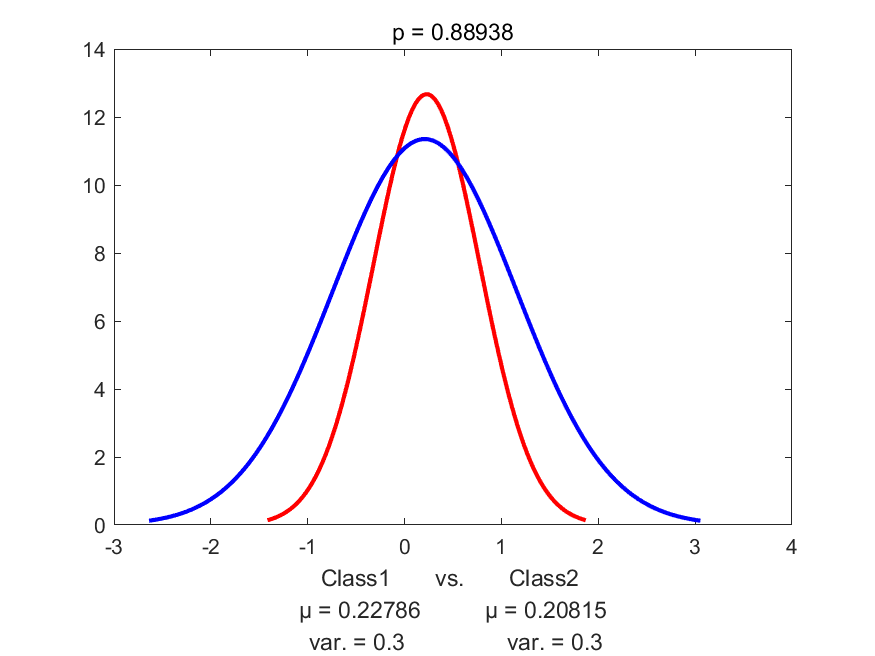 p = 0.88938
14
12
10
8
6
4
2
0
-3 -2 -1 0 1 2 3 4
Class1 vs. Class2
μ = 0.22786 μ = 0.20815
var. = 0.3 var. = 0.3